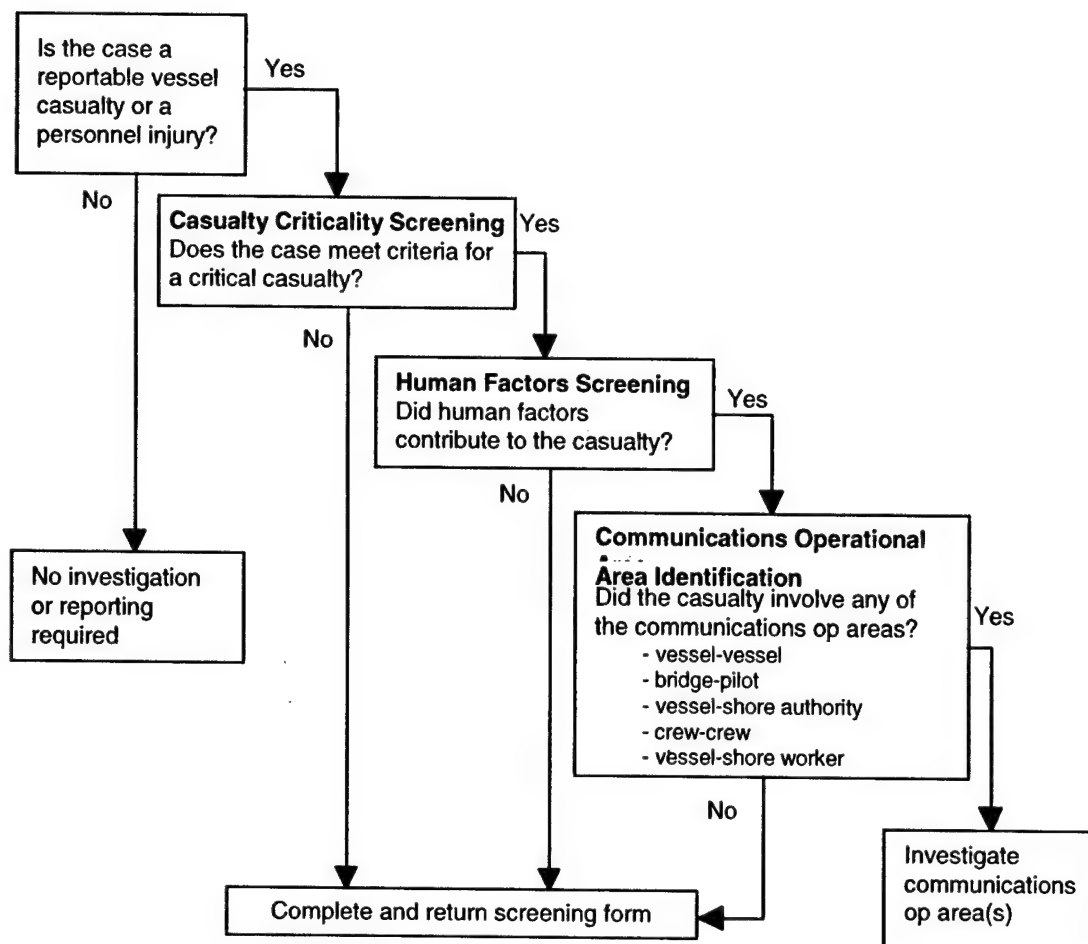 Is the case a
reportable vessel
casualty or a
personnel injury?
Yes
No
Casualty Criticality Screening
Does the case meet criteria for
a critical casualty?
Yes
No
Human Factors Screening
Did human factors
contribute to the casualty?
Yes
No
Communications Operational
Area Identification
Did the casualty involve any of
the communications op areas?
- vessel-vessel
- bridge-pilot
- vessel-shore authority
- crew-crew
- vessel-shore worker
Yes
No
No investigation
or reporting
required
Investigate
communications
op area(s)
Complete and return screening form